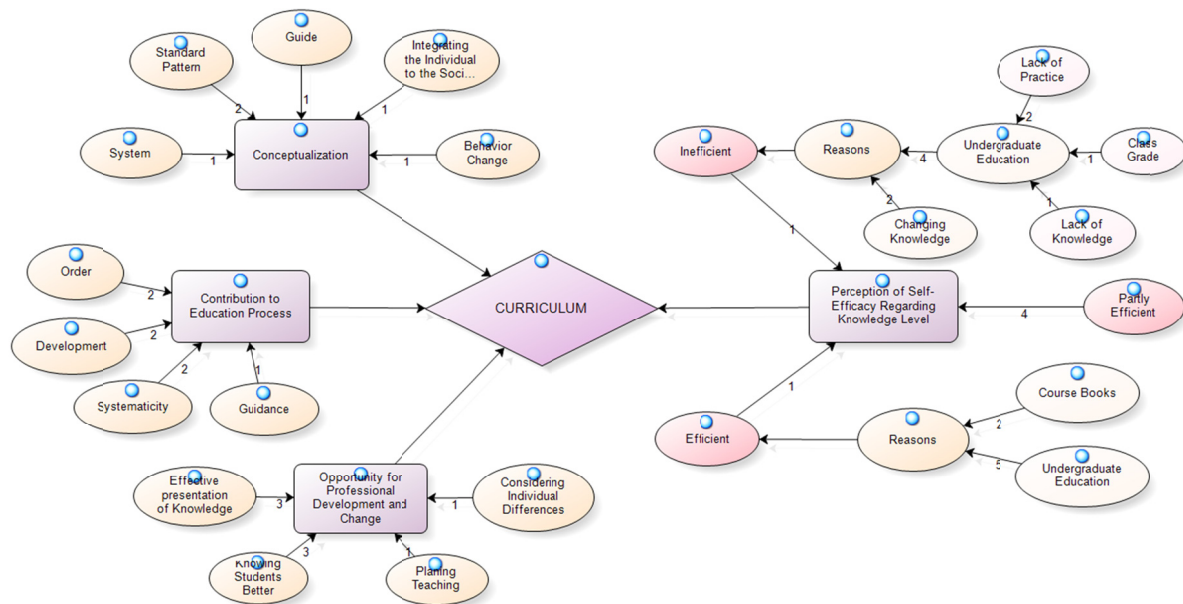 Guide
Standard
Pattern
Integrating
the Individual
to the Soci...
2
1
1
System
1
Conceptualization
1
Behavior
Change
Lack of
Practice
2
Inefficient
Reasons
4
Undergraduate
Education
1
Class
Grade
2
1
Changing
Knowledge
Lack of
Knowledge
1
Order
2
Contribution to
Education Process
Development
2
2
1
Systematicity
Guidance
CURRICULUM
Perception of Self-
Efficacy Regarding
Knowledge Level
4
Partly
Efficient
1
Efficient
Reasons
2
Course Books
5
Undergraduate
Education
Effective
presentation
of Knowledge
3
Opportunity for
Professional
Development and
Change
1
Considering
Individual
Differences
3
1
Knowing
Students
Better
Planing
Teaching